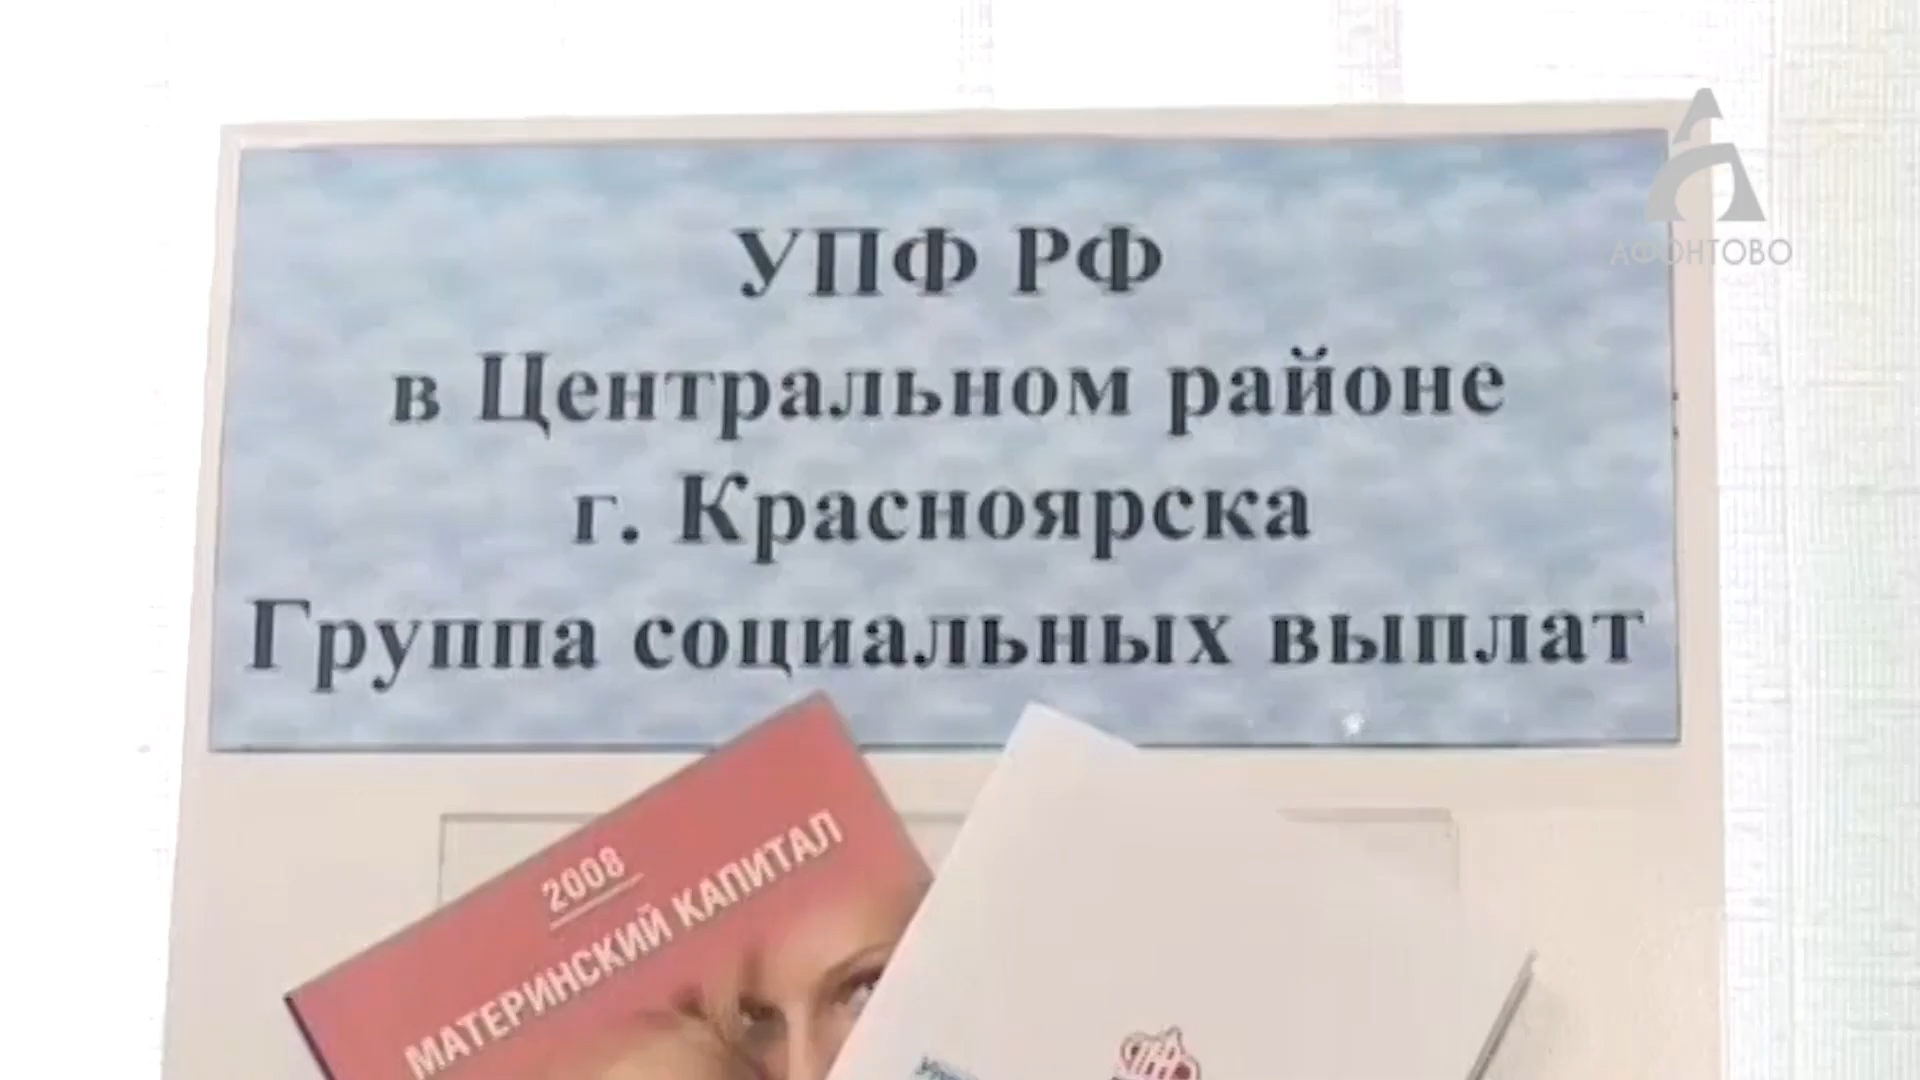 АФОНТОВО
УПФ РФ
в Центральном районе
г. Красноярска
Группа социальных выплат
2008
МАТЕРИНСКИЙ КАПИТАЛ